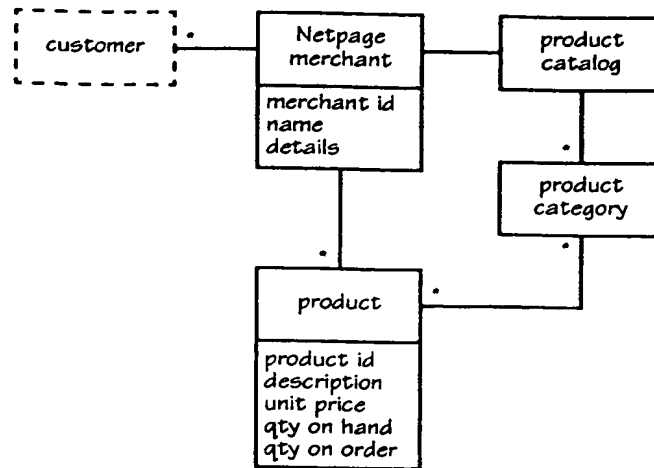 customer
*
Netpage
merchant
merchant id
name
details
product
catalog
*
product
category
*
*
*
product
product id
description
unit price
qty on hand
qty on order